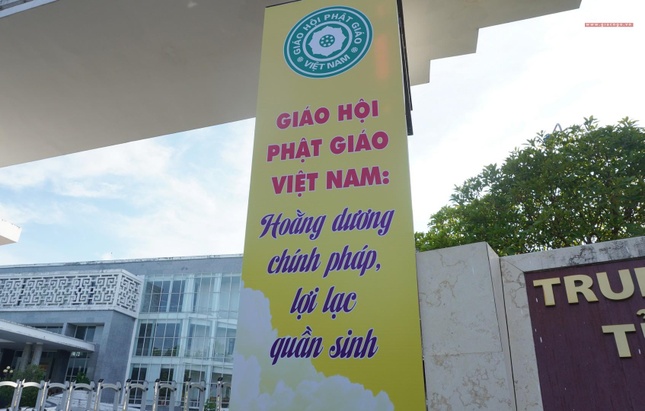 GIÁO HỘI PHẬT GIÁO
VIỆT NAM
GIÁO HỘI
PHẬT GIÁO
VIỆT NAM:
Hoằng dương
chính pháp,
lợi lạc
quần sinh